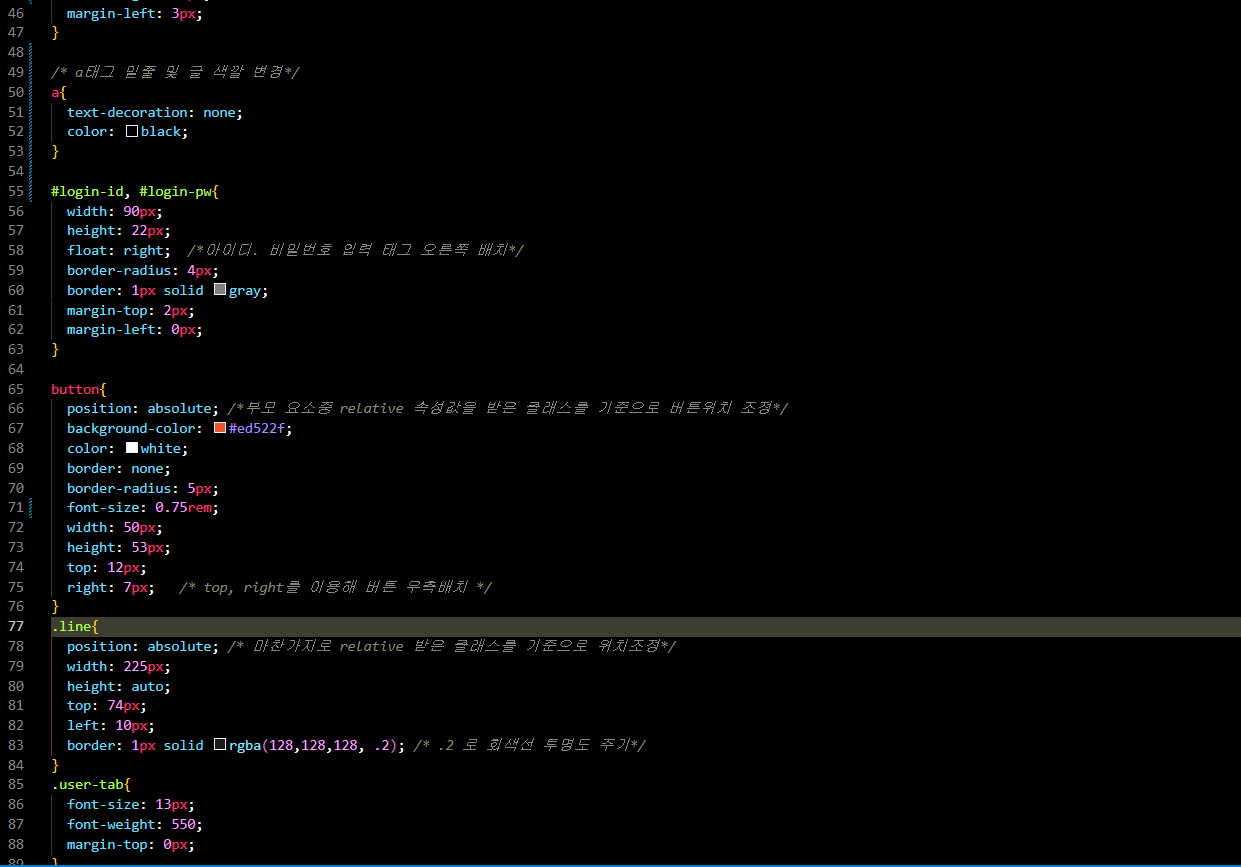 46 margin-left: 3px;
47 }
48
49 /* a태그 밑줄 및 글 색깔 변경*/
50 a{
51 text-decoration: none;
52 color: black;
53 }
54
55 #login-id, #login-pw{
56 width: 90px;
57 height: 22px;
58 float: right; /*아이디. 비밀번호 입력 태그 오른쪽 배치*/
59 border-radius: 4px;
60 border: 1px solid gray;
61 margin-top: 2px;
62 margin-left: 0px;
63 }
64
65 button{
66 position: absolute; /*부모 요소중 relative 속성값을 받은 클래스를 기준으로 버튼위치 조정*/
67 background-color: #ed522f;
68 color: white;
69 border: none;
70 border-radius: 5px;
71 font-size: 0.75rem;
72 width: 50px;
73 height: 53px;
74 top: 12px;
75 right: 7px; /* top, right를 이용해 버튼 우측배치 */
76 }
77 .line{
78 position: absolute; /* 마찬가지로 relative 받은 클래스를 기준으로 위치조정*/
79 width: 225px;
80 height: auto;
81 top: 74px;
82 left: 10px;
83 border: 1px solid rgba(128,128,128, .2); /* .2 로 회색선 투명도 주기*/
84 }
85 .user-tab{
86 font-size: 13px;
87 font-weight: 550;
88 margin-top: 0px;
89 }